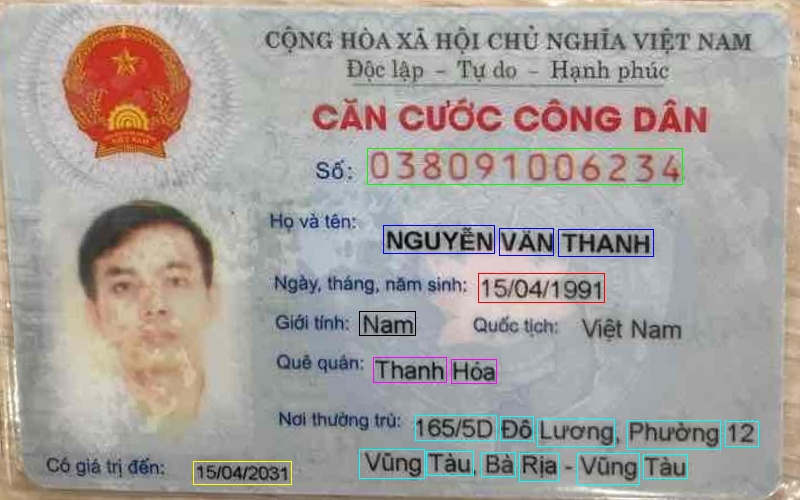 CỘNG HÒA XÃ HỘI CHỦ NGHĨA VIỆT NAM
Độc lập - Tự do - Hạnh phúc
CĂN CƯỚC CÔNG DÂN
Số: 038091006234
Họ và tên: NGUYỄN VĂN THANH
Ngày, tháng, năm sinh: 15/04/1991
Giới tính: Nam Quốc tịch: Việt Nam
Quê quán: Thanh Hóa
Nơi thường trú: 165/5D Đô Lương, Phường 12
Vũng Tàu, Bà Rịa - Vũng Tàu
Có giá trị đến: 15/04/2031